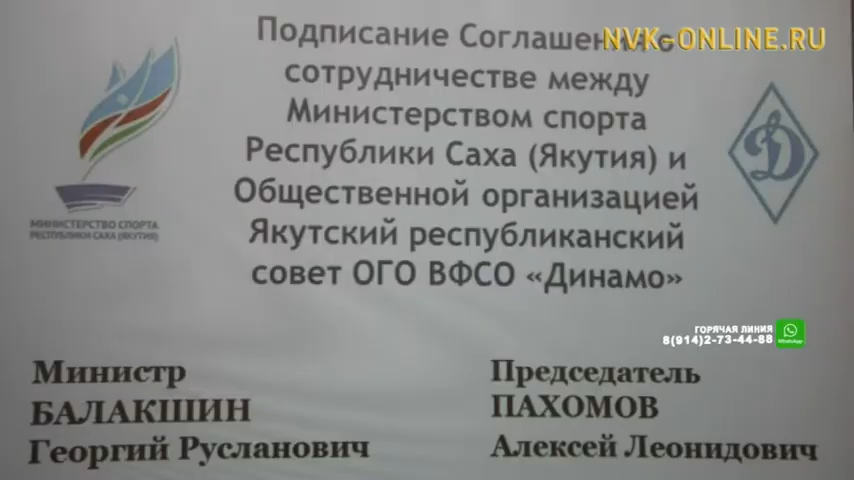 NVK-ONLINE.RU
Подписание Соглашения о
сотрудничестве между
Министерством спорта
Республики Саха (Якутия) и
Общественной организацией
Якутский республиканский
совет ОГО ВФСО «Динамо»
МИНИСТЕРСТВО СПОРТА
РЕСПУБЛИКИ САХА (ЯКУТИЯ)
Д
ГОРЯЧАЯ ЛИНИЯ
8(914)2-73-44-88
WhatsApp
Министр
БАЛАКШИН
Георгий Русланович
Председатель
ПАХОМОВ
Алексей Леонидович